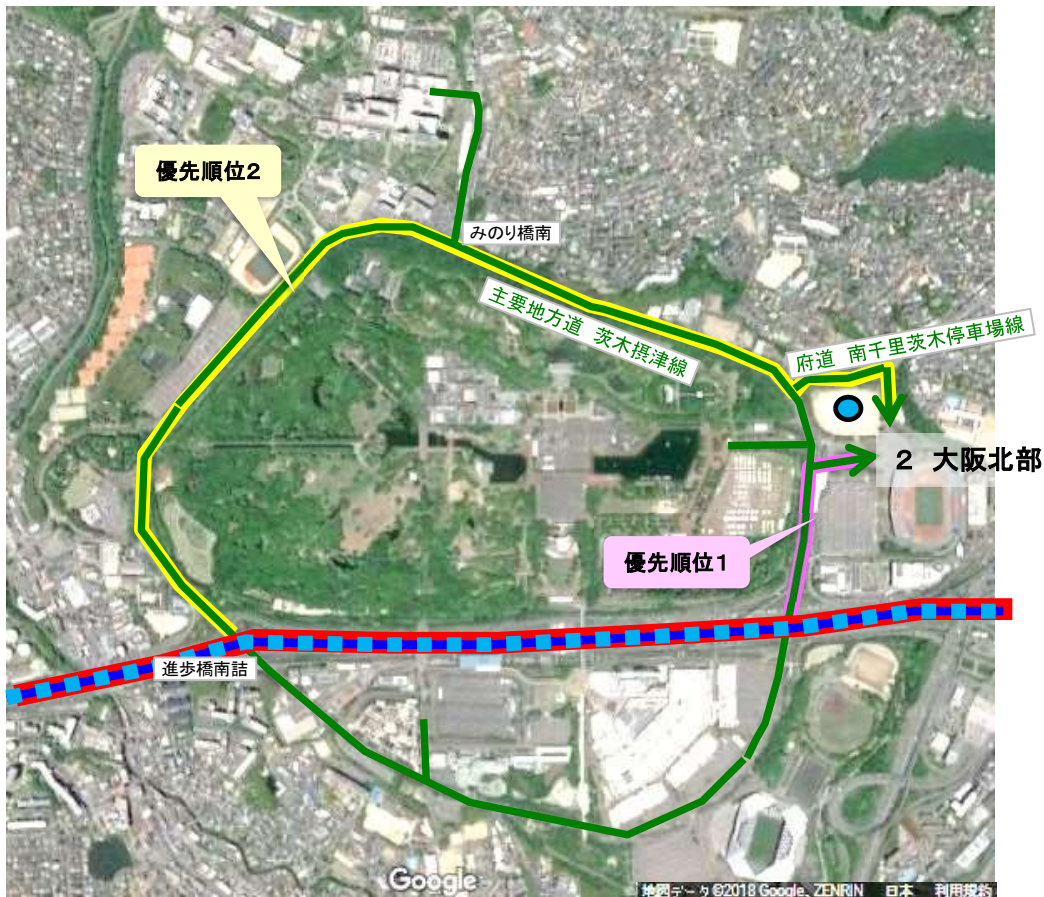 優先順位２
みのり橋南
主要地方道 茨木摂津線
府道 南千里茨木停車場線
２ 大阪北部
優先順位１
進歩橋南詰
Google
地図データ ©2018 Google、ZENRIN 日本 利用規約